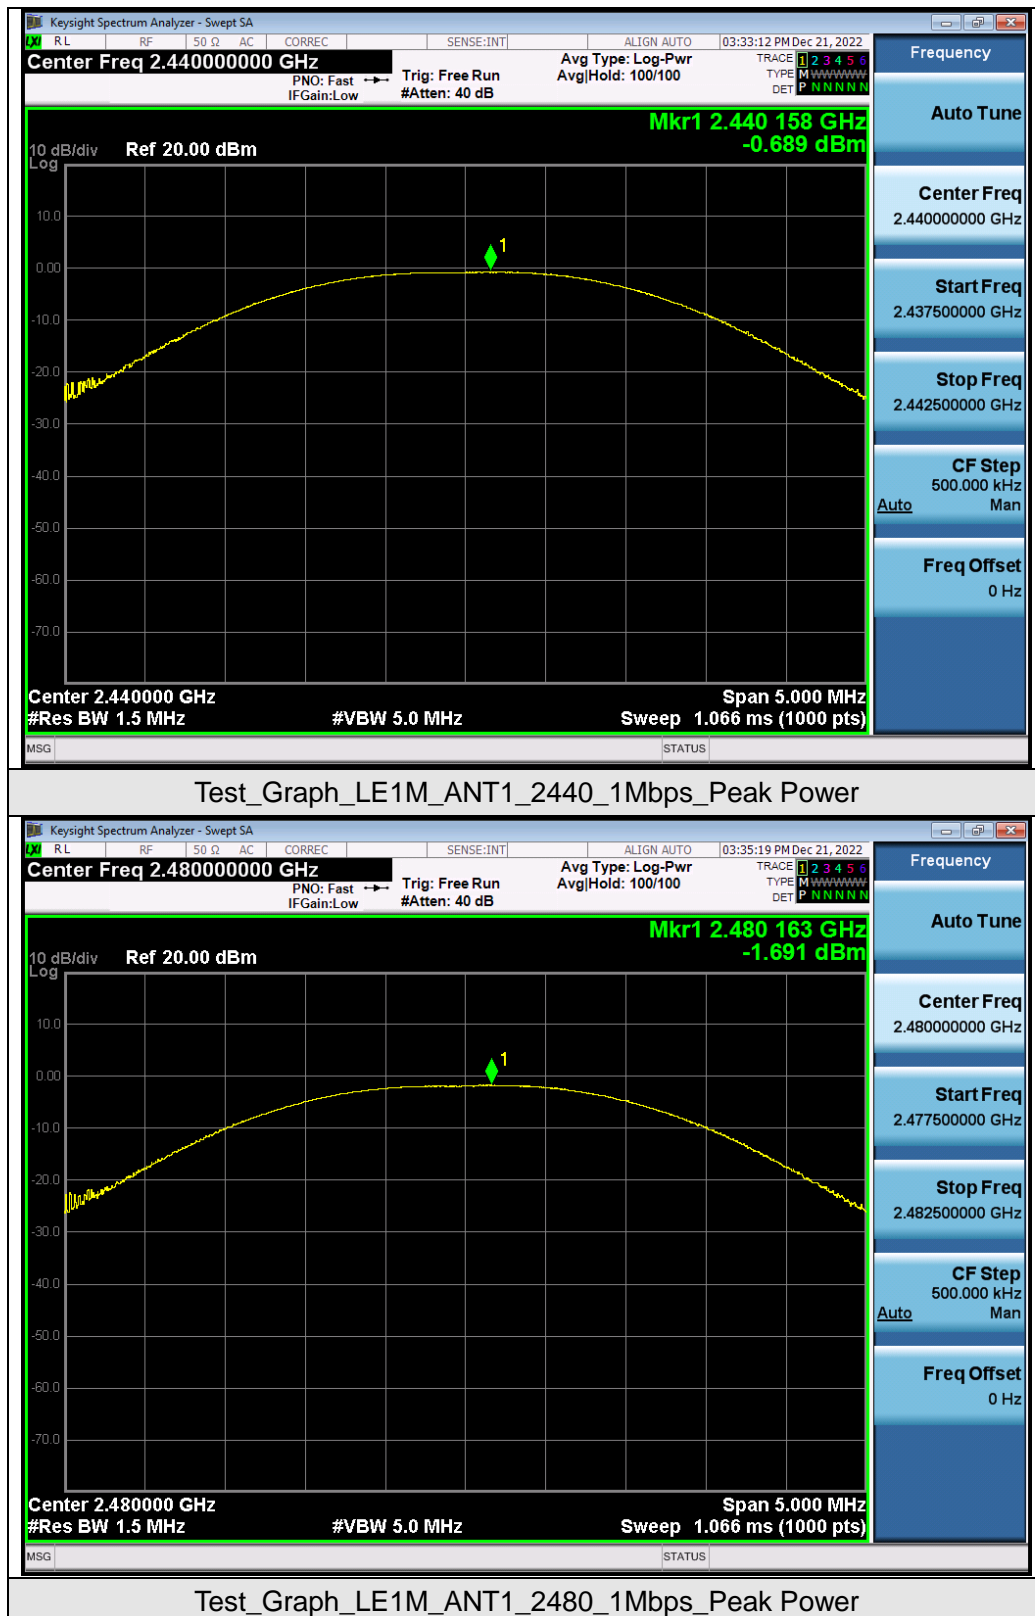 Keysight Spectrum Analyzer - Swept SA
LXI RL RF 50 Ω AC CORREC SENSE:INT ALIGN AUTO 03:33:12 PM Dec 21, 2022
Center Freq 2.440000000 GHz
PNO: Fast
IFGain:Low
Trig: Free Run
#Atten: 40 dB
Avg Type: Log-Pwr
Avg|Hold: 100/100
TRACE 1 2 3 4 5 6
TYPE M WWWWW
DET P N N N N N
Mkr1 2.440 158 GHz
-0.689 dBm
10 dB/div Ref 20.00 dBm
Log
10.0
1
0.00
-10.0
-20.0
-30.0
-40.0
-50.0
-60.0
-70.0
Center 2.440000 GHz Span 5.000 MHz
#Res BW 1.5 MHz #VBW 5.0 MHz Sweep 1.066 ms (1000 pts)
MSG STATUS
Frequency
Auto Tune
Center Freq
2.440000000 GHz
Start Freq
2.437500000 GHz
Stop Freq
2.442500000 GHz
CF Step
500.000 kHz
Auto Man
Freq Offset
0 Hz
Test_Graph_LE1M_ANT1_2440_1Mbps_Peak Power
Keysight Spectrum Analyzer - Swept SA
LXI RL RF 50 Ω AC CORREC SENSE:INT ALIGN AUTO 03:35:19 PM Dec 21, 2022
Center Freq 2.480000000 GHz
PNO: Fast
IFGain:Low
Trig: Free Run
#Atten: 40 dB
Avg Type: Log-Pwr
Avg|Hold: 100/100
TRACE 1 2 3 4 5 6
TYPE M WWWWW
DET P N N N N N
Mkr1 2.480 163 GHz
-1.691 dBm
10 dB/div Ref 20.00 dBm
Log
10.0
1
0.00
-10.0
-20.0
-30.0
-40.0
-50.0
-60.0
-70.0
Center 2.480000 GHz Span 5.000 MHz
#Res BW 1.5 MHz #VBW 5.0 MHz Sweep 1.066 ms (1000 pts)
MSG STATUS
Frequency
Auto Tune
Center Freq
2.480000000 GHz
Start Freq
2.477500000 GHz
Stop Freq
2.482500000 GHz
CF Step
500.000 kHz
Auto Man
Freq Offset
0 Hz
Test_Graph_LE1M_ANT1_2480_1Mbps_Peak Power